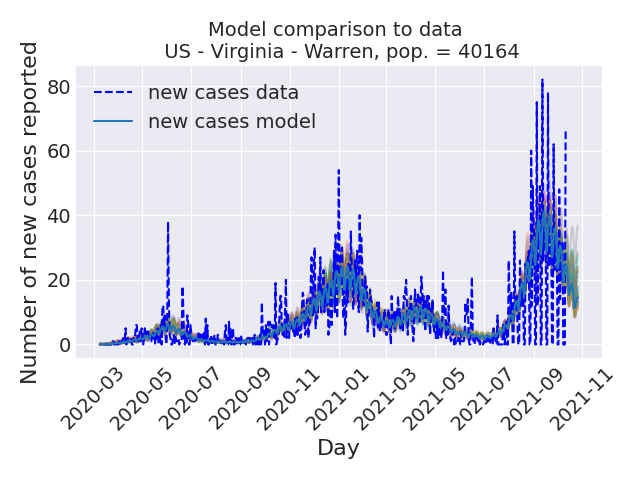 Model comparison to data
US - Virginia - Warren, pop. = 40164
new cases data
new cases model
Number of new cases reported
80
60
40
20
0
2020-03
2020-05
2020-07
2020-09
2020-11
2021-01
2021-03
2021-05
2021-07
2021-09
2021-11
Day